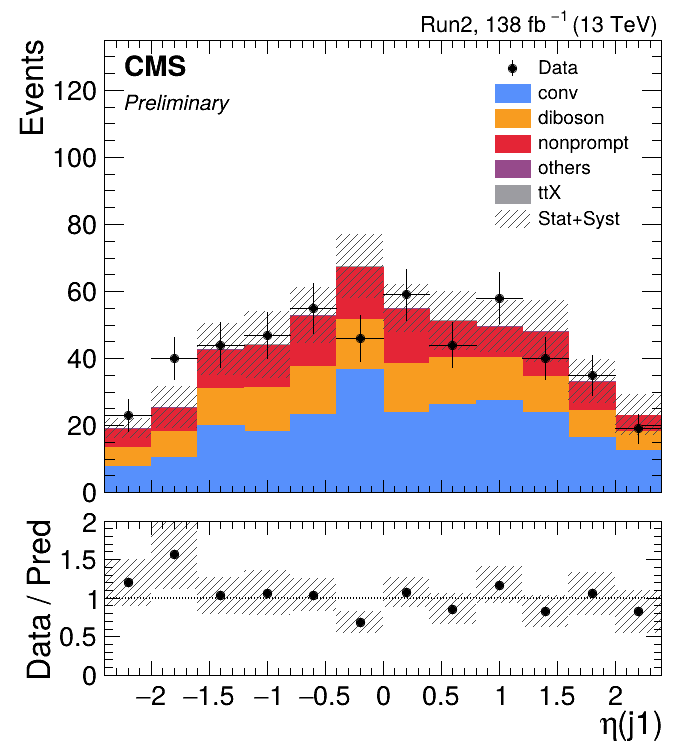 Run2, 138 fb⁻¹ (13 TeV)
CMS
Preliminary
Data
conv
diboson
nonprompt
others
ttX
Stat+Syst
Events
120
100
80
60
40
20
0
Data / Pred
2
1.5
1
0.5
0
−2 −1.5 −1 −0.5 0 0.5 1 1.5 2
η(j1)